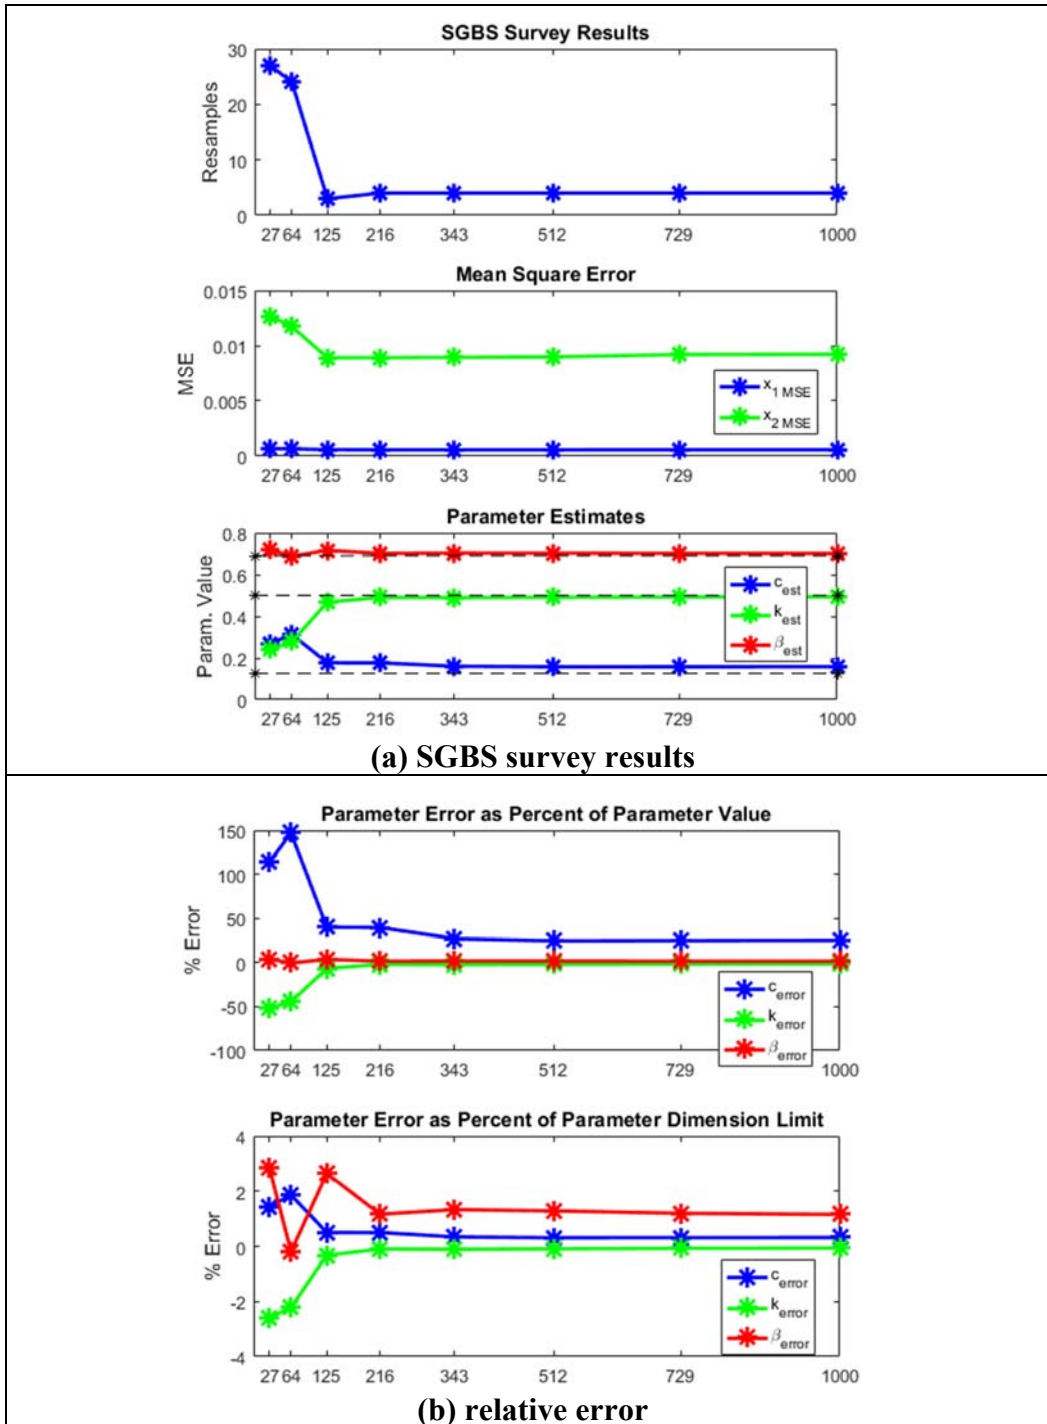 SGBS Survey Results
30
20
10
0
Resamples
27 64 125 216 343 512 729 1000
Mean Square Error
0.015
0.01
0.005
0
MSE
x1 MSE
x2 MSE
27 64 125 216 343 512 729 1000
Parameter Estimates
0.8
0.6
0.4
0.2
0
Param. Value
cest
kest
βest
27 64 125 216 343 512 729 1000
(a) SGBS survey results
Parameter Error as Percent of Parameter Value
150
100
50
0
-50
-100
% Error
cerror
kerror
βerror
27 64 125 216 343 512 729 1000
Parameter Error as Percent of Parameter Dimension Limit
4
2
0
-2
-4
% Error
cerror
kerror
βerror
27 64 125 216 343 512 729 1000
(b) relative error